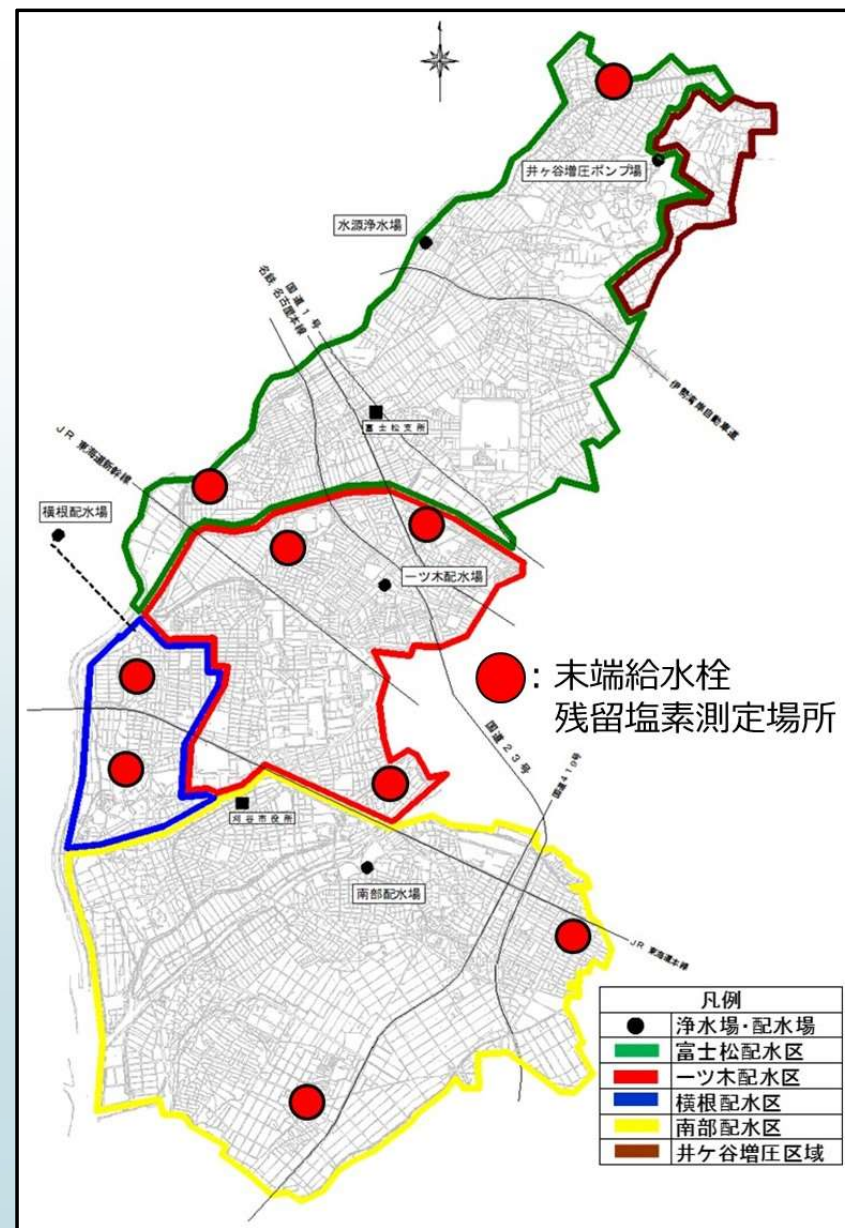 井ヶ谷増圧ポンプ場
水源浄水場
国道1号
名鉄名古屋本線
伊勢湾岸自動車道
富士松支所
JR 東海道新幹線
横根配水場
一ツ木配水場
: 末端給水栓
残留塩素測定場所
国道23号
国道419号
刈谷市役所
南部配水場
JR 東海道本線
凡例
浄水場・配水場
富士松配水区
一ツ木配水区
横根配水区
南部配水区
井ケ谷増圧区域